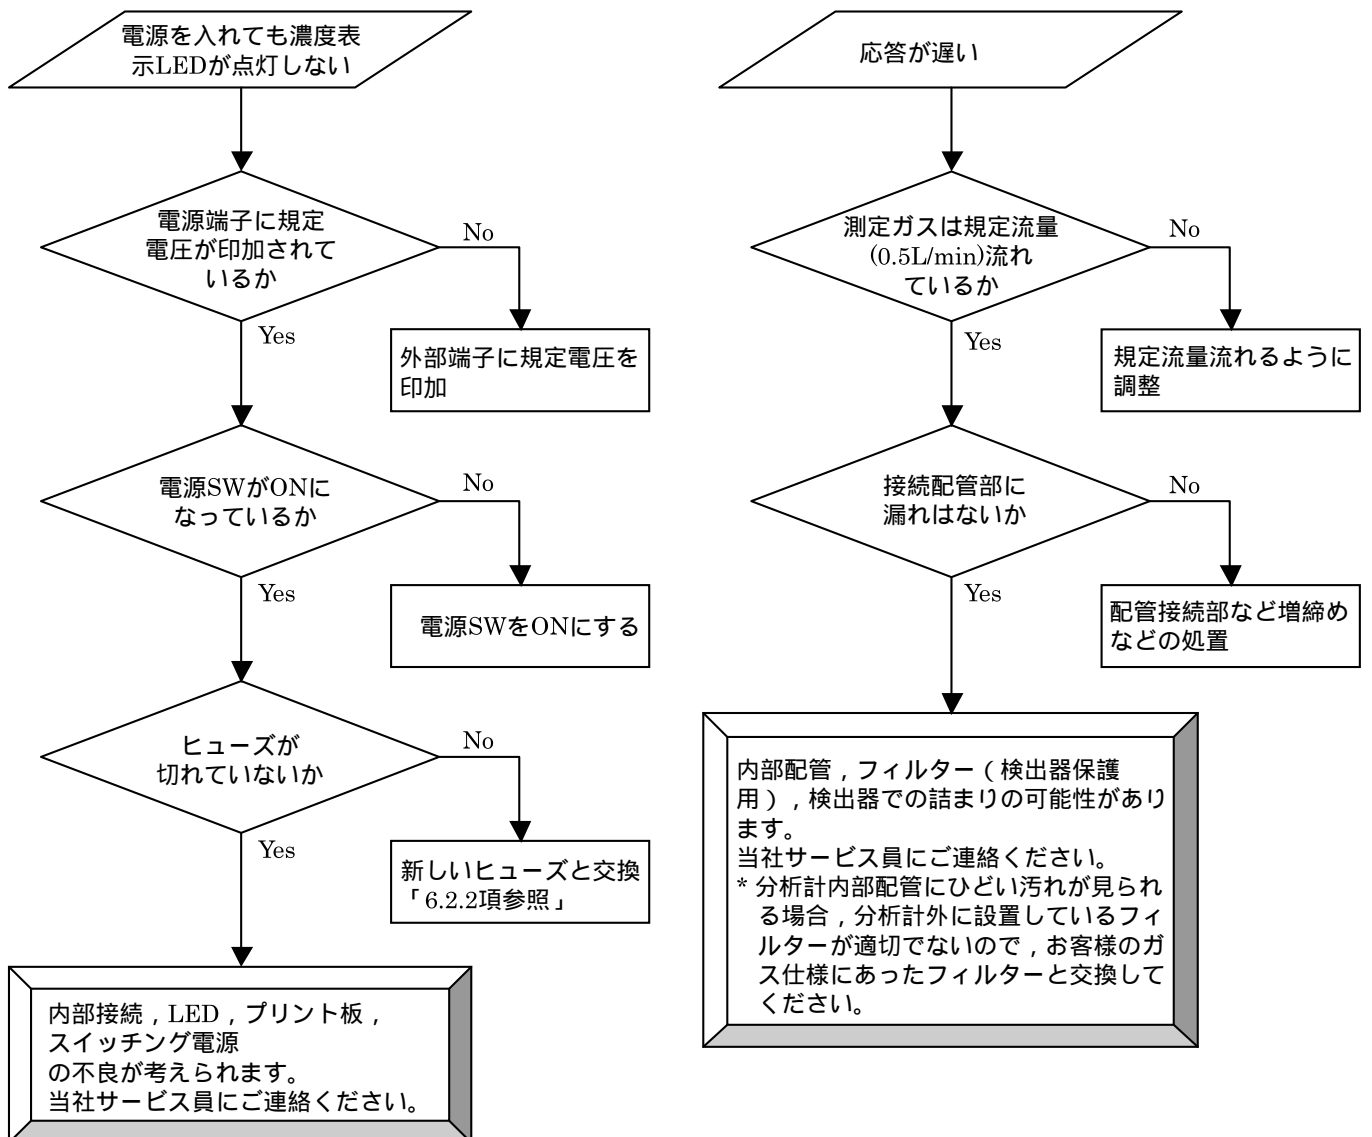 電源を入れても濃度表
示LEDが点灯しない
電源端子に規定
電圧が印加されて
いるか
No
Yes
外部端子に規定電圧を
印加
電源SWがONに
なっているか
No
Yes
電源SWをONにする
ヒューズが
切れていないか
No
Yes
新しいヒューズと交換
「6.2.2項参照」
内部接続，LED，プリント板，
スイッチング電源
の不良が考えられます。
当社サービス員にご連絡ください。
応答が遅い
測定ガスは規定流量
(0.5L/min)流れ
ているか
No
Yes
規定流量流れるように
調整
接続配管部に
漏れはないか
No
Yes
配管接続部など増締め
などの処置
内部配管，フィルター（検出器保護
用），検出器での詰まりの可能性があり
ます。
当社サービス員にご連絡ください。
* 分析計内部配管にひどい汚れが見られ
る場合，分析計外に設置しているフィ
ルターが適切でないので，お客様のガ
ス仕様にあったフィルターと交換して
ください。